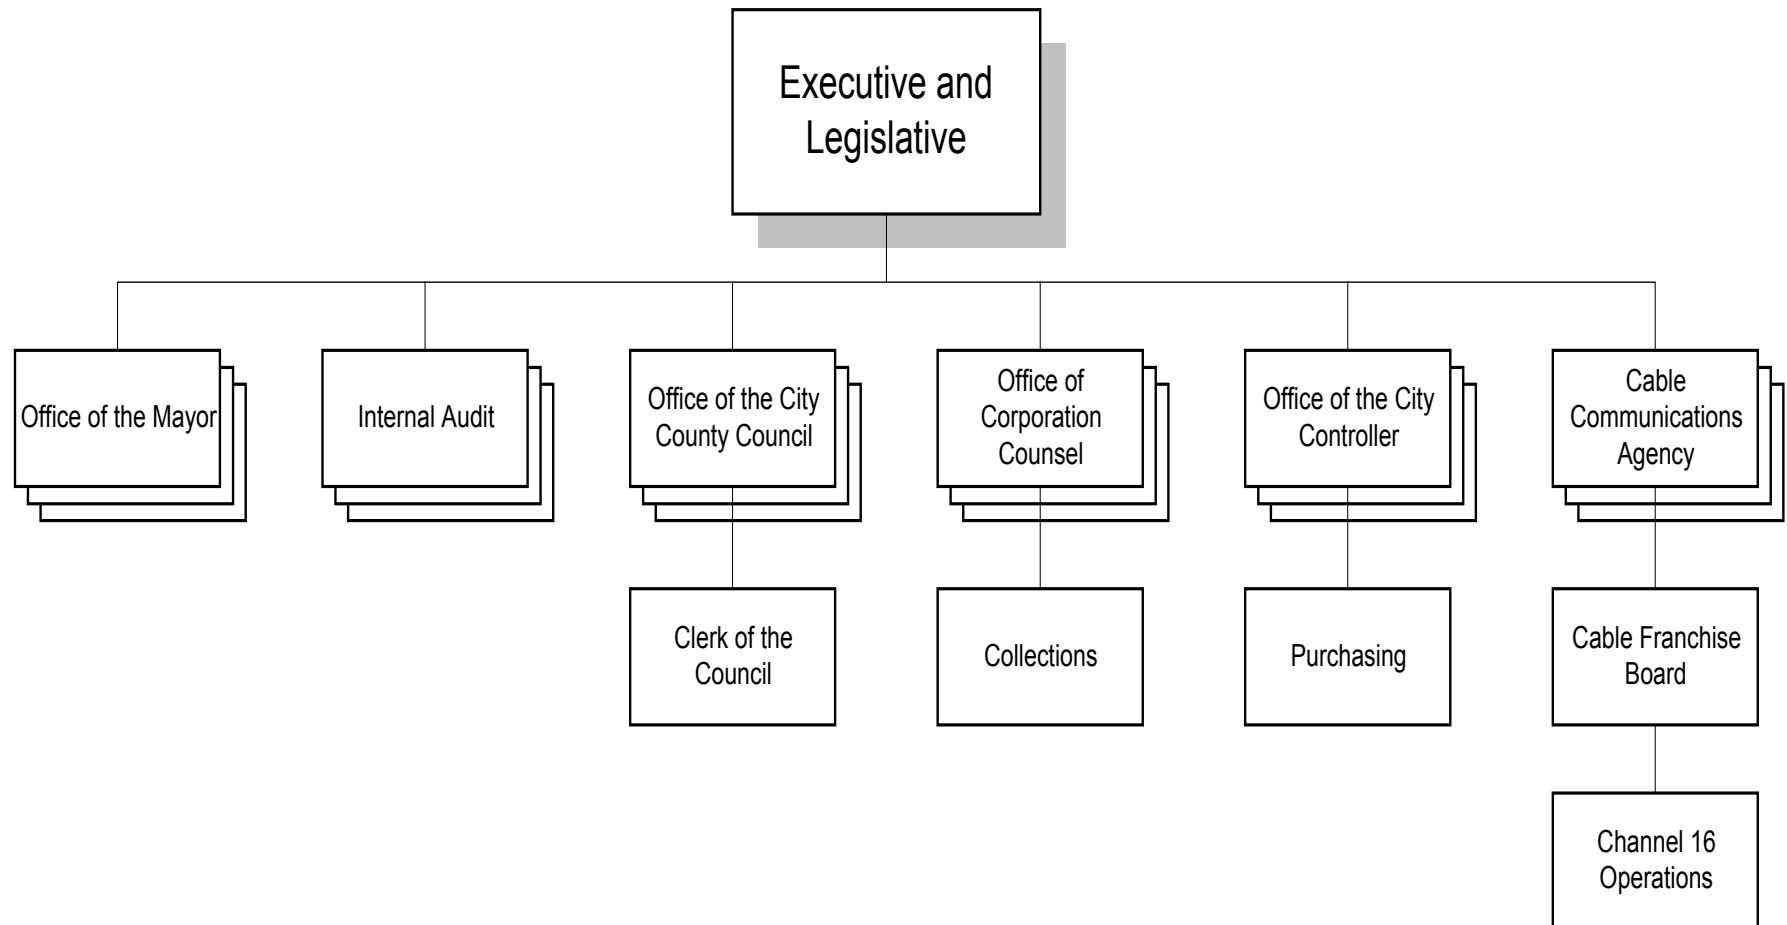 Executive and
Legislative
Office of the Mayor
Internal Audit
Office of the City
County Council
Office of
Corporation
Counsel
Office of the City
Controller
Cable
Communications
Agency
Clerk of the
Council
Collections
Purchasing
Cable Franchise
Board
Channel 16
Operations